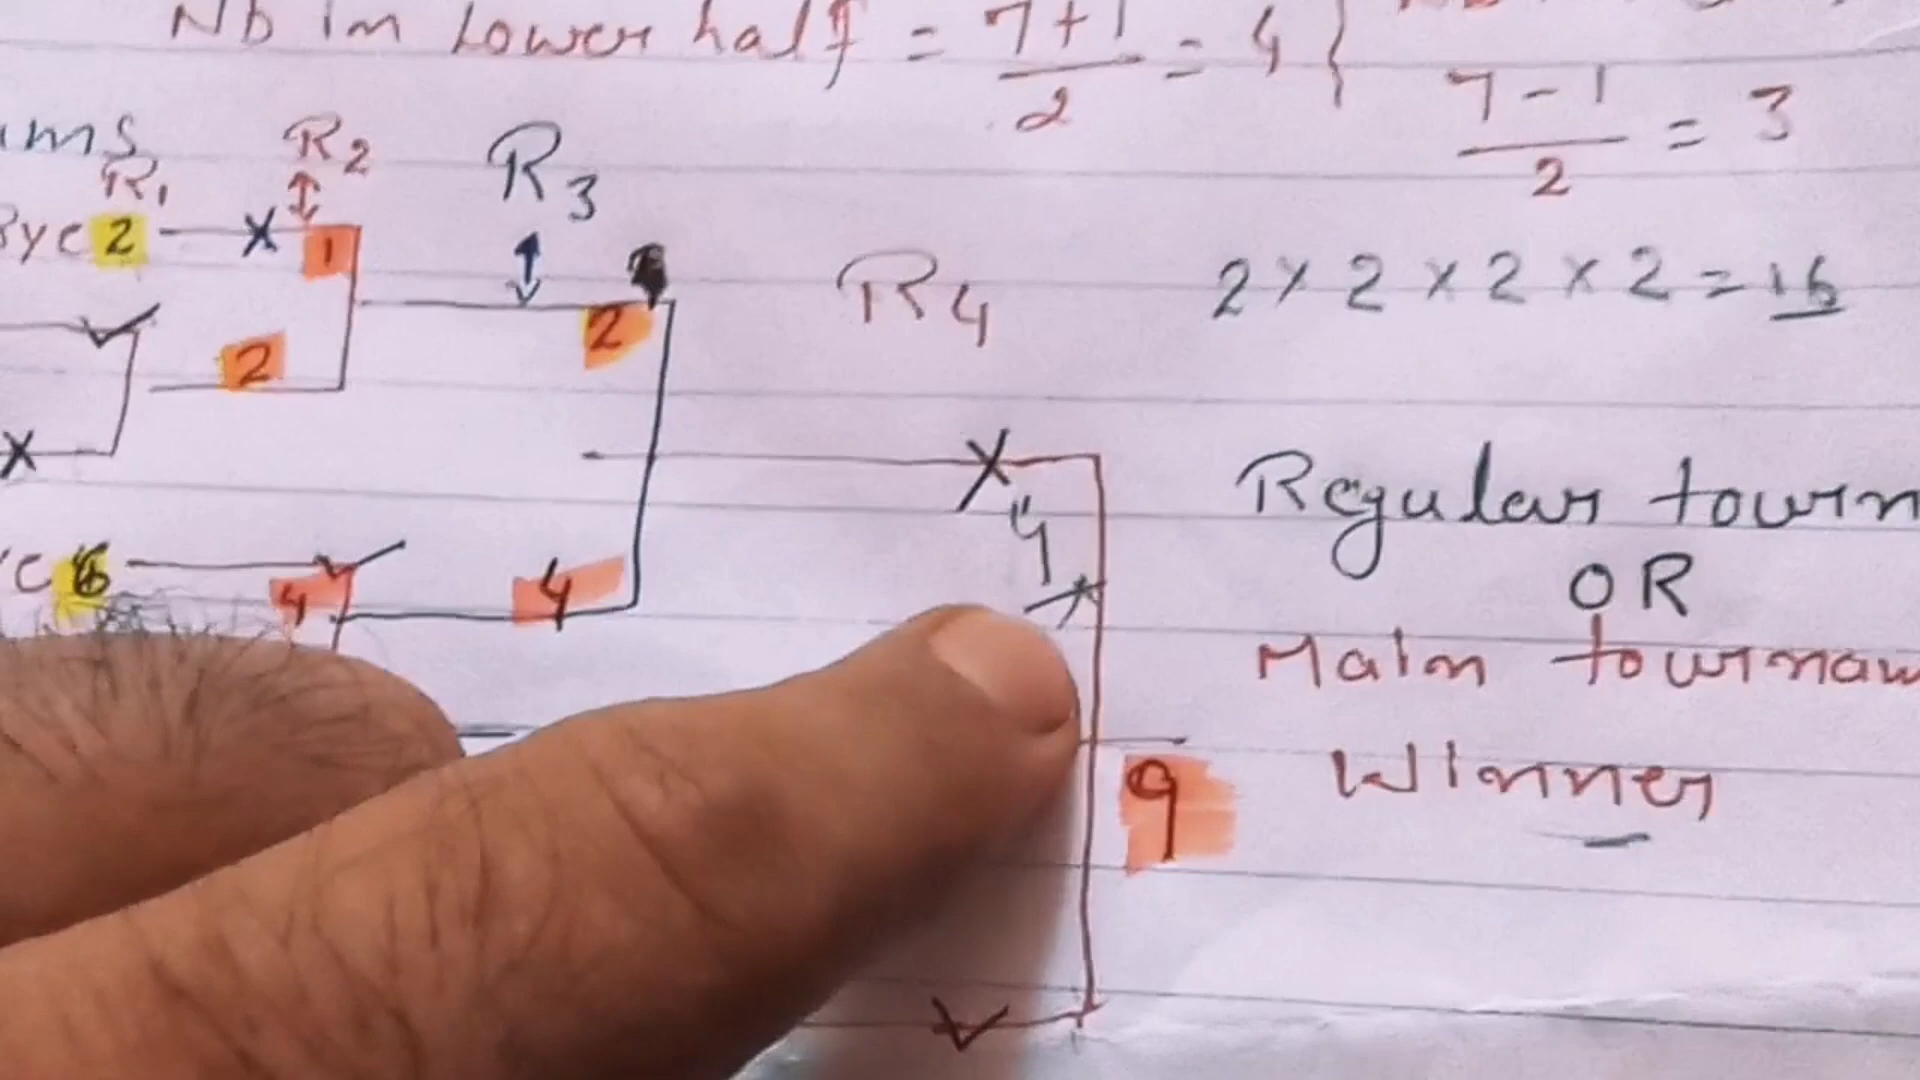 Nb in Lower half = 7+1/2 = 4 }
7-1/2 = 3
R1 R2 R3
Bye 2
1
2
2
R4
2 x 2 x 2 x 2 = 16
4
Regular tourn
OR
Main tournam
6
4
4
9
Winner